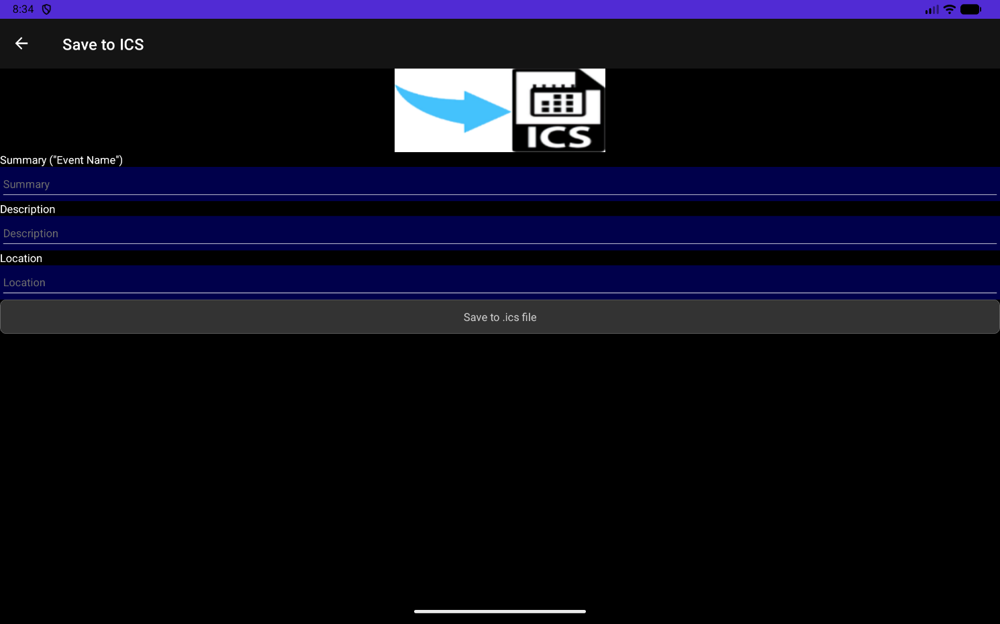 8:34
Save to ICS
ICS
Summary ("Event Name")
Summary
Description
Description
Location
Location
Save to .ics file